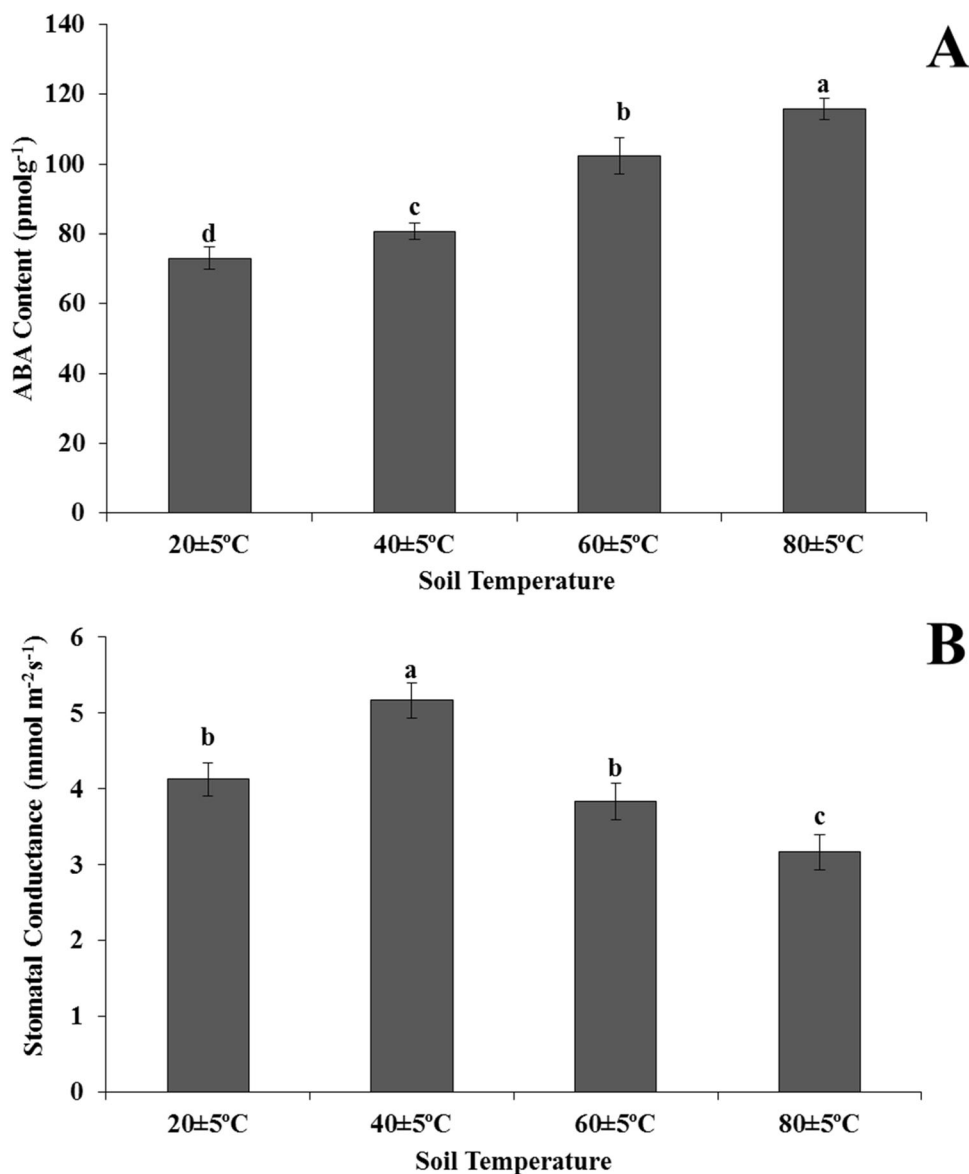 A
140
120
100
80
60
40
20
0
ABA Content (pmolg⁻¹)
d
c
b
a
20±5ºC 40±5ºC 60±5ºC 80±5ºC
Soil Temperature
B
6
5
4
3
2
1
0
Stomatal Conductance (mmol m⁻²s⁻¹)
b
a
b
c
20±5ºC 40±5ºC 60±5ºC 80±5ºC
Soil Temperature